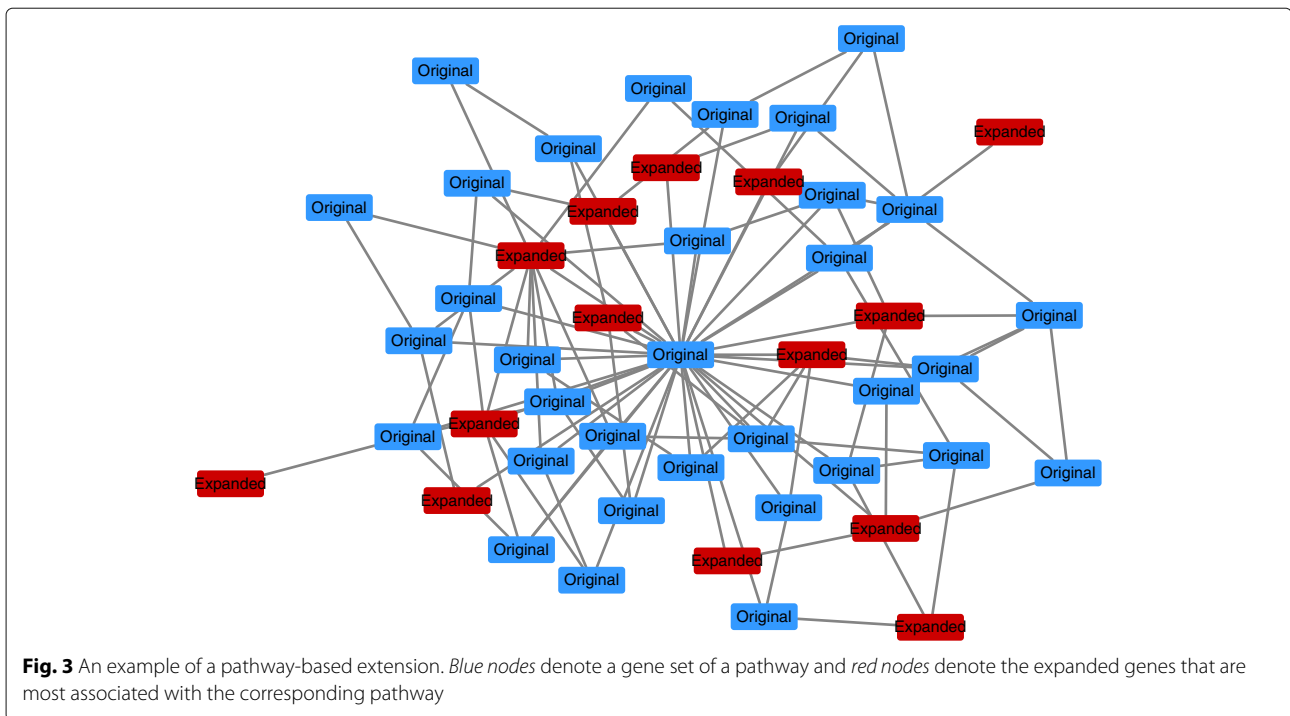 Original
Original
Original
Original
Original
Expanded
Original
Expanded
Expanded
Original
Original
Original
Expanded
Original
Original
Expanded
Original
Original
Expanded
Expanded
Original
Original
Original
Expanded
Original
Original
Original
Original
Expanded
Original
Original
Original
Original
Original
Original
Original
Original
Original
Expanded
Expanded
Original
Original
Expanded
Original
Expanded
Original
Original
Expanded
Fig. 3 An example of a pathway-based extension. Blue nodes denote a gene set of a pathway and red nodes denote the expanded genes that are
most associated with the corresponding pathway